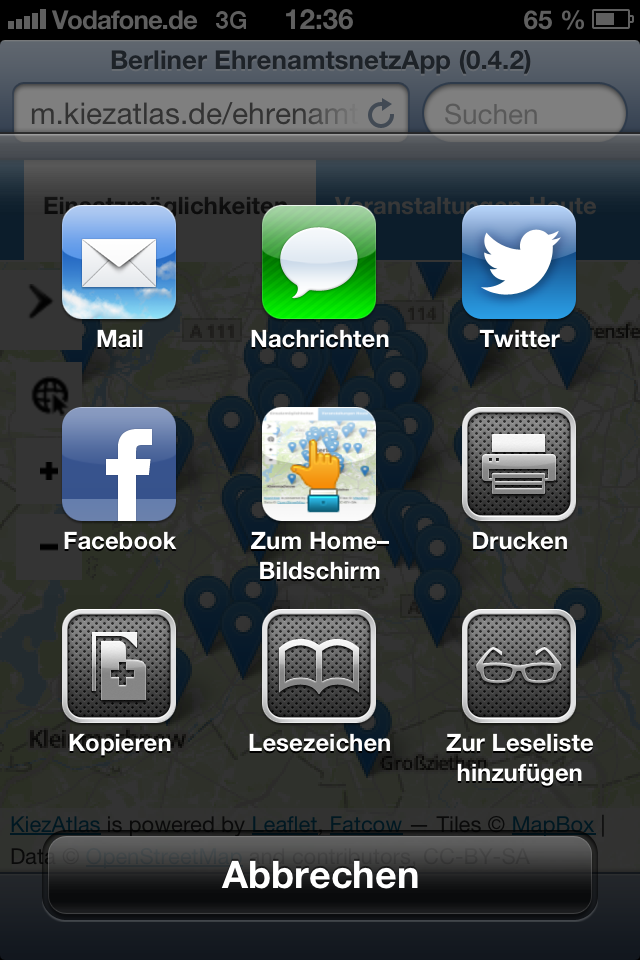 Vodafone.de 3G 12:36 65 %
Berliner EhrenamtsnetzApp (0.4.2)
m.kiezatlas.de/ehrenamt Suchen
Einsatzmöglichkeiten Veranstaltungen Heute
Mail Nachrichten Twitter
A 111 114
Facebook Zum Home–
Bildschirm Drucken
Kopieren Lesezeichen Zur Leseliste
hinzufügen
Großziethen
KiezAtlas is powered by Leaflet, Fatcow — Tiles © MapBox |
Data © OpenStreetMap and contributors, CC-BY-SA
Abbrechen